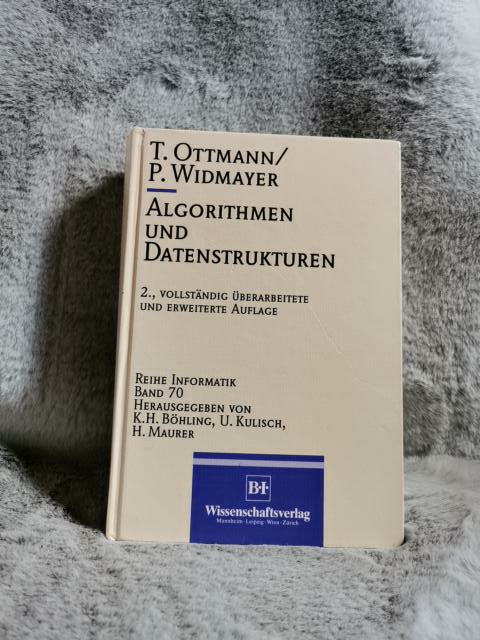 T. OTTMANN/
P. WIDMAYER
ALGORITHMEN
UND
DATENSTRUKTUREN
2., VOLLSTÄNDIG ÜBERARBEITETE
UND ERWEITERTE AUFLAGE
REIHE INFORMATIK
BAND 70
HERAUSGEGEBEN VON
K.H. BÖHLING, U. KULISCH,
H. MAURER
B·I·
Wissenschaftsverlag
Mannheim · Leipzig · Wien · Zürich